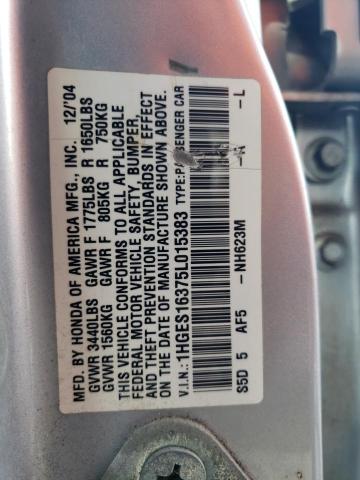 MFD. BY HONDA OF AMERICA MFG., INC. 12/'04
GVWR 3440LBS GAWR F 1775LBS R 1650LBS
GVWR 1560KG GAWR F 805KG R 750KG
THIS VEHICLE CONFORMS TO ALL APPLICABLE
FEDERAL MOTOR VEHICLE SAFETY, BUMPER,
AND THEFT PREVENTION STANDARDS IN EFFECT
ON THE DATE OF MANUFACTURE SHOWN ABOVE.
V.I.N.: 1HGES16375L015383 TYPE:PASSENGER CAR
S5D 5 AF5 -NH623M -A -L